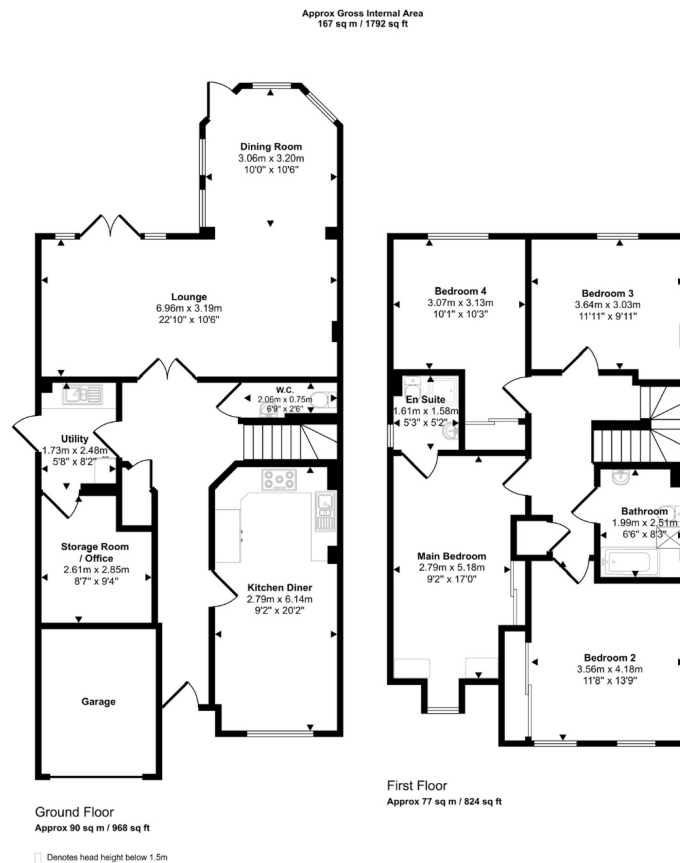 Approx Gross Internal Area
167 sq m / 1792 sq ft
Dining Room
3.06m x 3.20m
10'0" x 10'6"
Lounge
6.96m x 3.19m
22'10" x 10'6"
W.C.
2.06m x 0.75m
6'9" x 2'6"
Utility
1.73m x 2.48m
5'8" x 8'2"
Storage Room
/ Office
2.61m x 2.85m
8'7" x 9'4"
Kitchen Diner
2.79m x 6.14m
9'2" x 20'2"
Garage
Ground Floor
Approx 90 sq m / 968 sq ft
Denotes head height below 1.5m
Bedroom 4
3.07m x 3.13m
10'1" x 10'3"
Bedroom 3
3.64m x 3.03m
11'11" x 9'11"
En Suite
1.61m x 1.58m
5'3" x 5'2"
Bathroom
1.99m x 2.51m
6'6" x 8'3"
Main Bedroom
2.79m x 5.18m
9'2" x 17'0"
Bedroom 2
3.56m x 4.18m
11'8" x 13'9"
First Floor
Approx 77 sq m / 824 sq ft